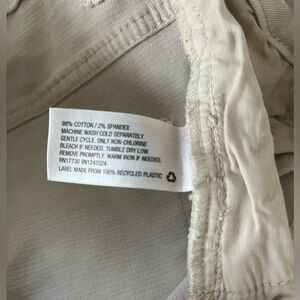 98% COTTON / 2% SPANDEX
MACHINE WASH COLD SEPARATELY.
GENTLE CYCLE. ONLY NON-CHLORINE
BLEACH IF NEEDED. TUMBLE DRY LOW.
REMOVE PROMPTLY. WARM IRON IF NEEDED.
RN17730 VN1247024
LABEL MADE FROM 100% RECYCLED PLASTIC